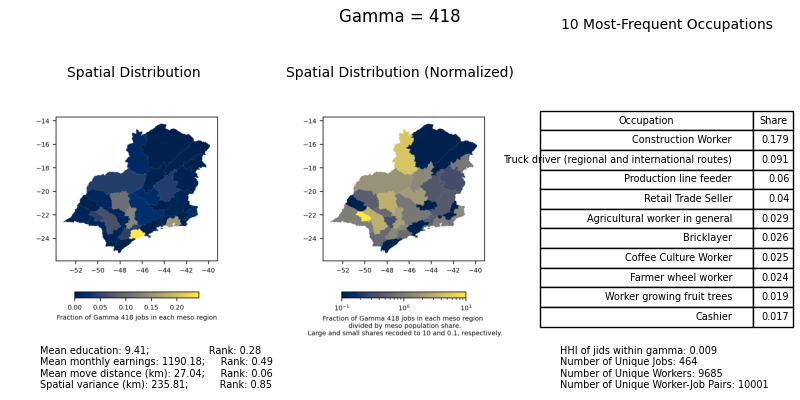 Gamma = 418
10 Most-Frequent Occupations
Spatial Distribution
Spatial Distribution (Normalized)
−14
−16
−18
−20
−22
−24
−52 −50 −48 −46 −44 −42 −40
0.00 0.05 0.10 0.15 0.20
Fraction of Gamma 418 jobs in each meso region
−14
−16
−18
−20
−22
−24
−52 −50 −48 −46 −44 −42 −40
10⁻¹ 10⁰ 10¹
Fraction of Gamma 418 jobs in each meso region
divided by meso population share.
Large and small shares recoded to 10 and 0.1, respectively.
Occupation Share
Construction Worker 0.179
Truck driver (regional and international routes) 0.091
Production line feeder 0.06
Retail Trade Seller 0.04
Agricultural worker in general 0.029
Bricklayer 0.026
Coffee Culture Worker 0.025
Farmer wheel worker 0.024
Worker growing fruit trees 0.019
Cashier 0.017
Mean education: 9.41; Rank: 0.28
Mean monthly earnings: 1190.18; Rank: 0.49
Mean move distance (km): 27.04; Rank: 0.06
Spatial variance (km): 235.81; Rank: 0.85
HHI of jids within gamma: 0.009
Number of Unique Jobs: 464
Number of Unique Workers: 9685
Number of Unique Worker-Job Pairs: 10001